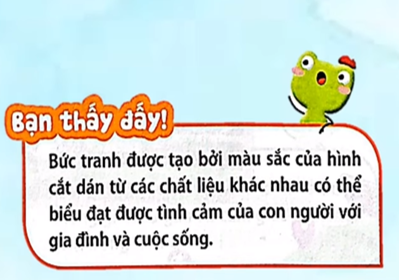 Bạn thấy đấy!
Bức tranh được tạo bởi màu sắc của hình
cắt dán từ các chất liệu khác nhau có thể
biểu đạt được tình cảm của con người với
gia đình và cuộc sống.